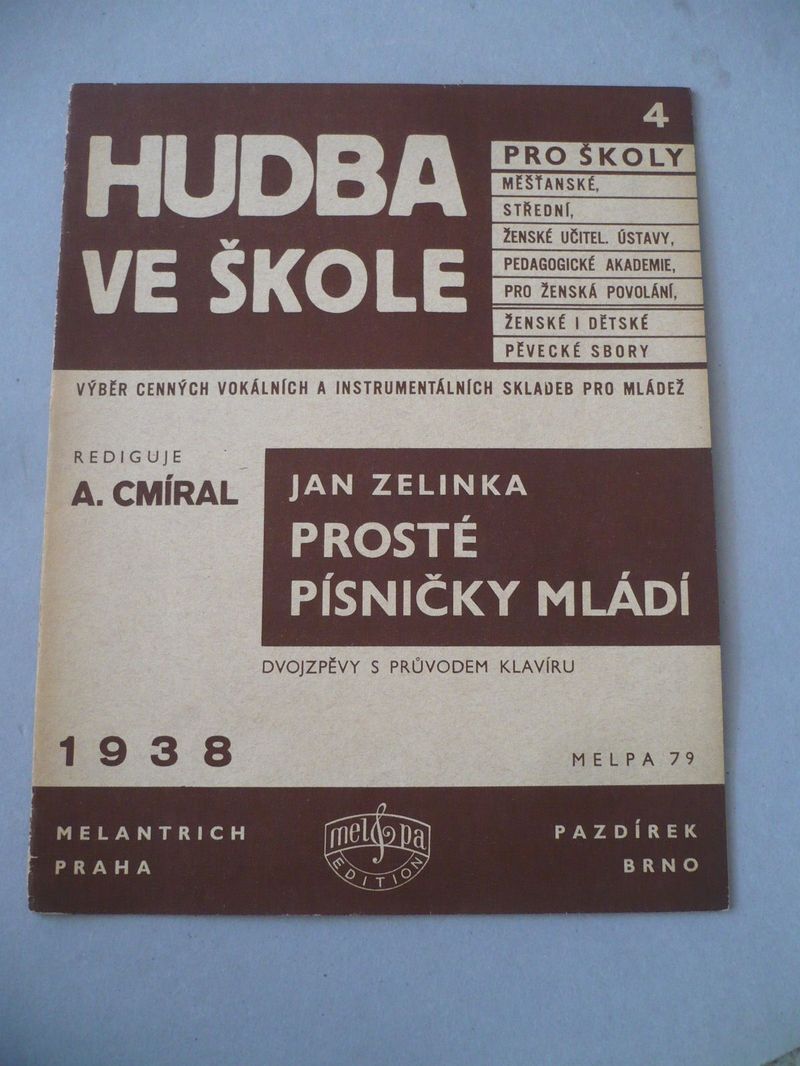 4
HUDBA
VE ŠKOLE
PRO ŠKOLY
MĚŠŤANSKÉ,
STŘEDNÍ,
ŽENSKÉ UČITEL. ÚSTAVY,
PEDAGOGICKÉ AKADEMIE,
PRO ŽENSKÁ POVOLÁNÍ,
ŽENSKÉ I DĚTSKÉ
PĚVECKÉ SBORY
VÝBĚR CENNÝCH VOKÁLNÍCH A INSTRUMENTÁLNÍCH SKLADEB PRO MLÁDEŽ
REDIGUJE
A. CMÍRAL
JAN ZELINKA
PROSTÉ
PÍSNIČKY MLÁDÍ
DVOJZPĚVY S PRŮVODEM KLAVÍRU
1938
MELPA 79
MELANTRICH
PRAHA
mel pa
EDITION
PAZDÍREK
BRNO